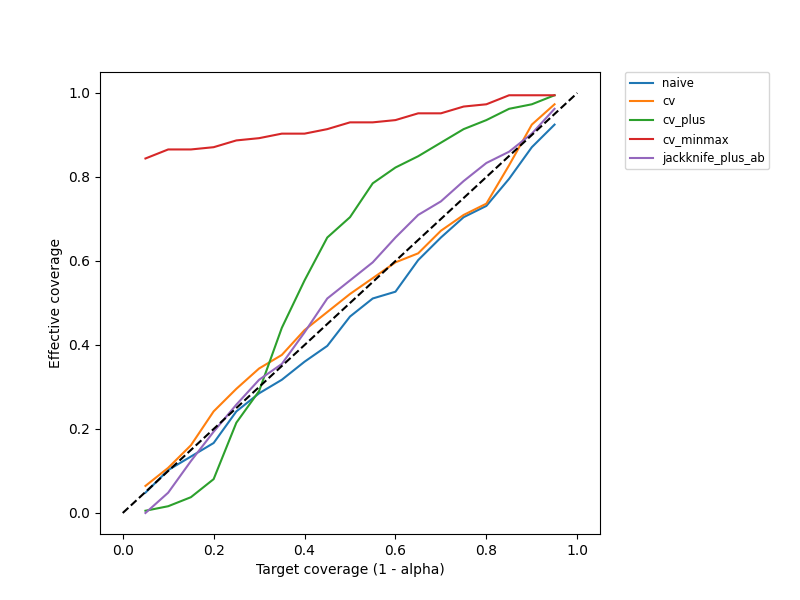 1.0
0.8
0.6
0.4
0.2
0.0
Effective coverage
0.0 0.2 0.4 0.6 0.8 1.0
Target coverage (1 - alpha)
naive
cv
cv_plus
cv_minmax
jackknife_plus_ab